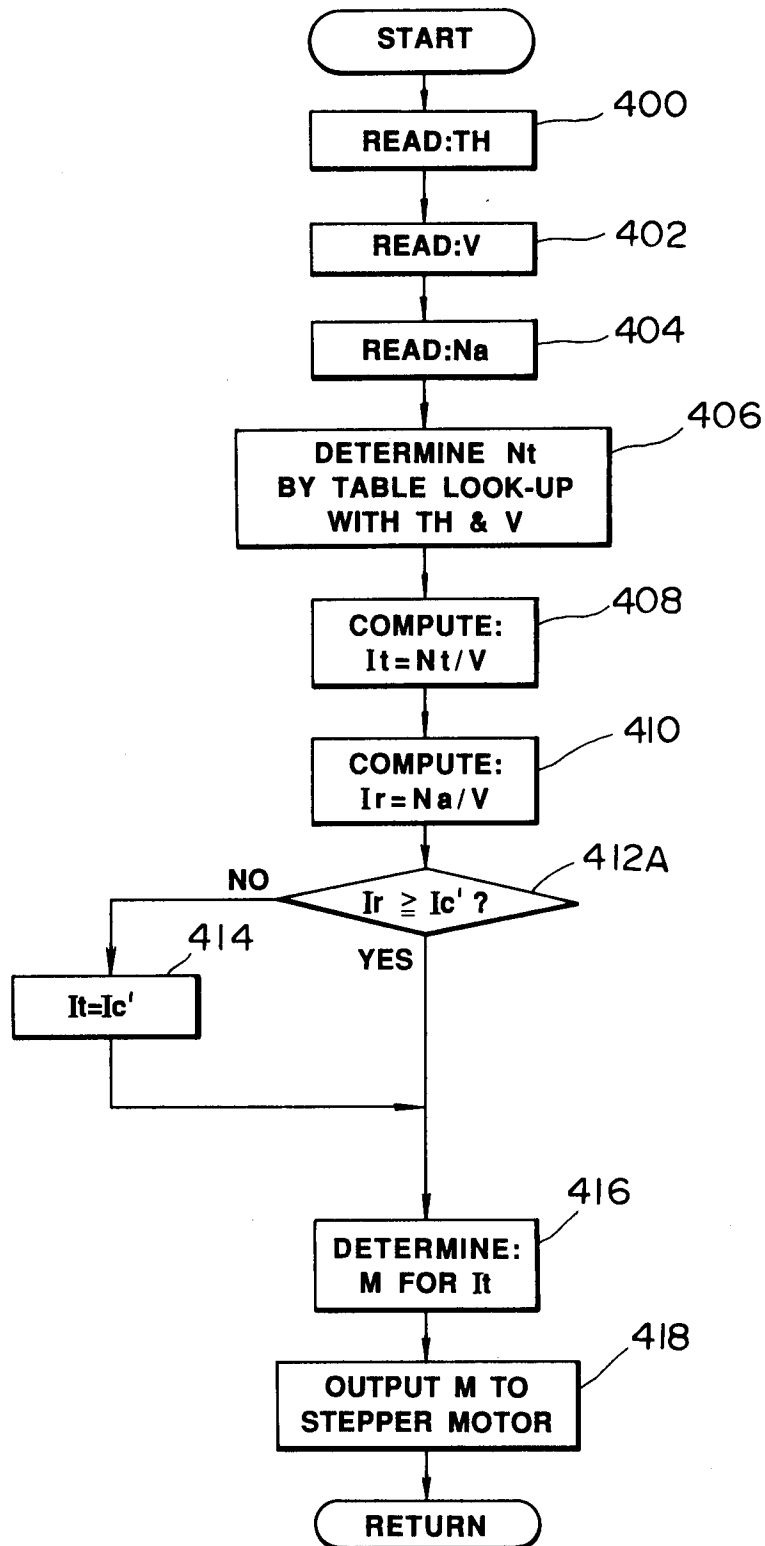 START
400
READ:TH
402
READ:V
404
READ:Na
406
DETERMINE Nt
BY TABLE LOOK-UP
WITH TH & V
408
COMPUTE:
It=Nt/V
410
COMPUTE:
Ir=Na/V
412A
NO
Ir ≧ Ic' ?
414
YES
It=Ic'
416
DETERMINE:
M FOR It
418
OUTPUT M TO
STEPPER MOTOR
RETURN